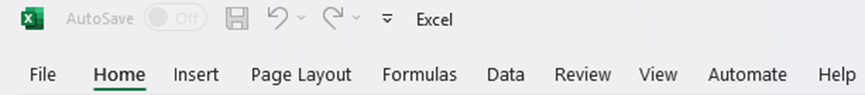 AutoSave Off Excel
File Home Insert Page Layout Formulas Data Review View Automate Help